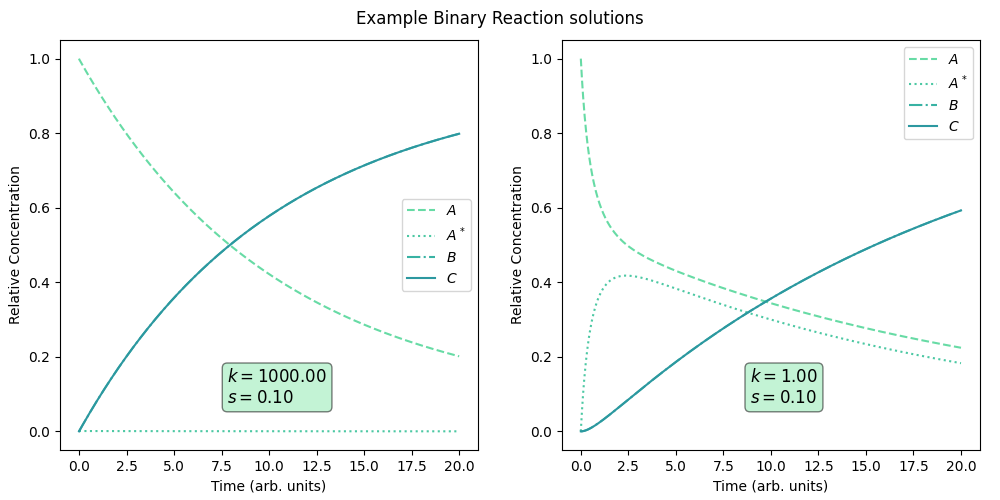 Example Binary Reaction solutions
Relative Concentration
1.0
0.8
0.6
0.4
0.2
0.0
A
A*
B
C
k = 1000.00
s = 0.10
0.0 2.5 5.0 7.5 10.0 12.5 15.0 17.5 20.0
Time (arb. units)
Relative Concentration
1.0
0.8
0.6
0.4
0.2
0.0
A
A*
B
C
k = 1.00
s = 0.10
0.0 2.5 5.0 7.5 10.0 12.5 15.0 17.5 20.0
Time (arb. units)